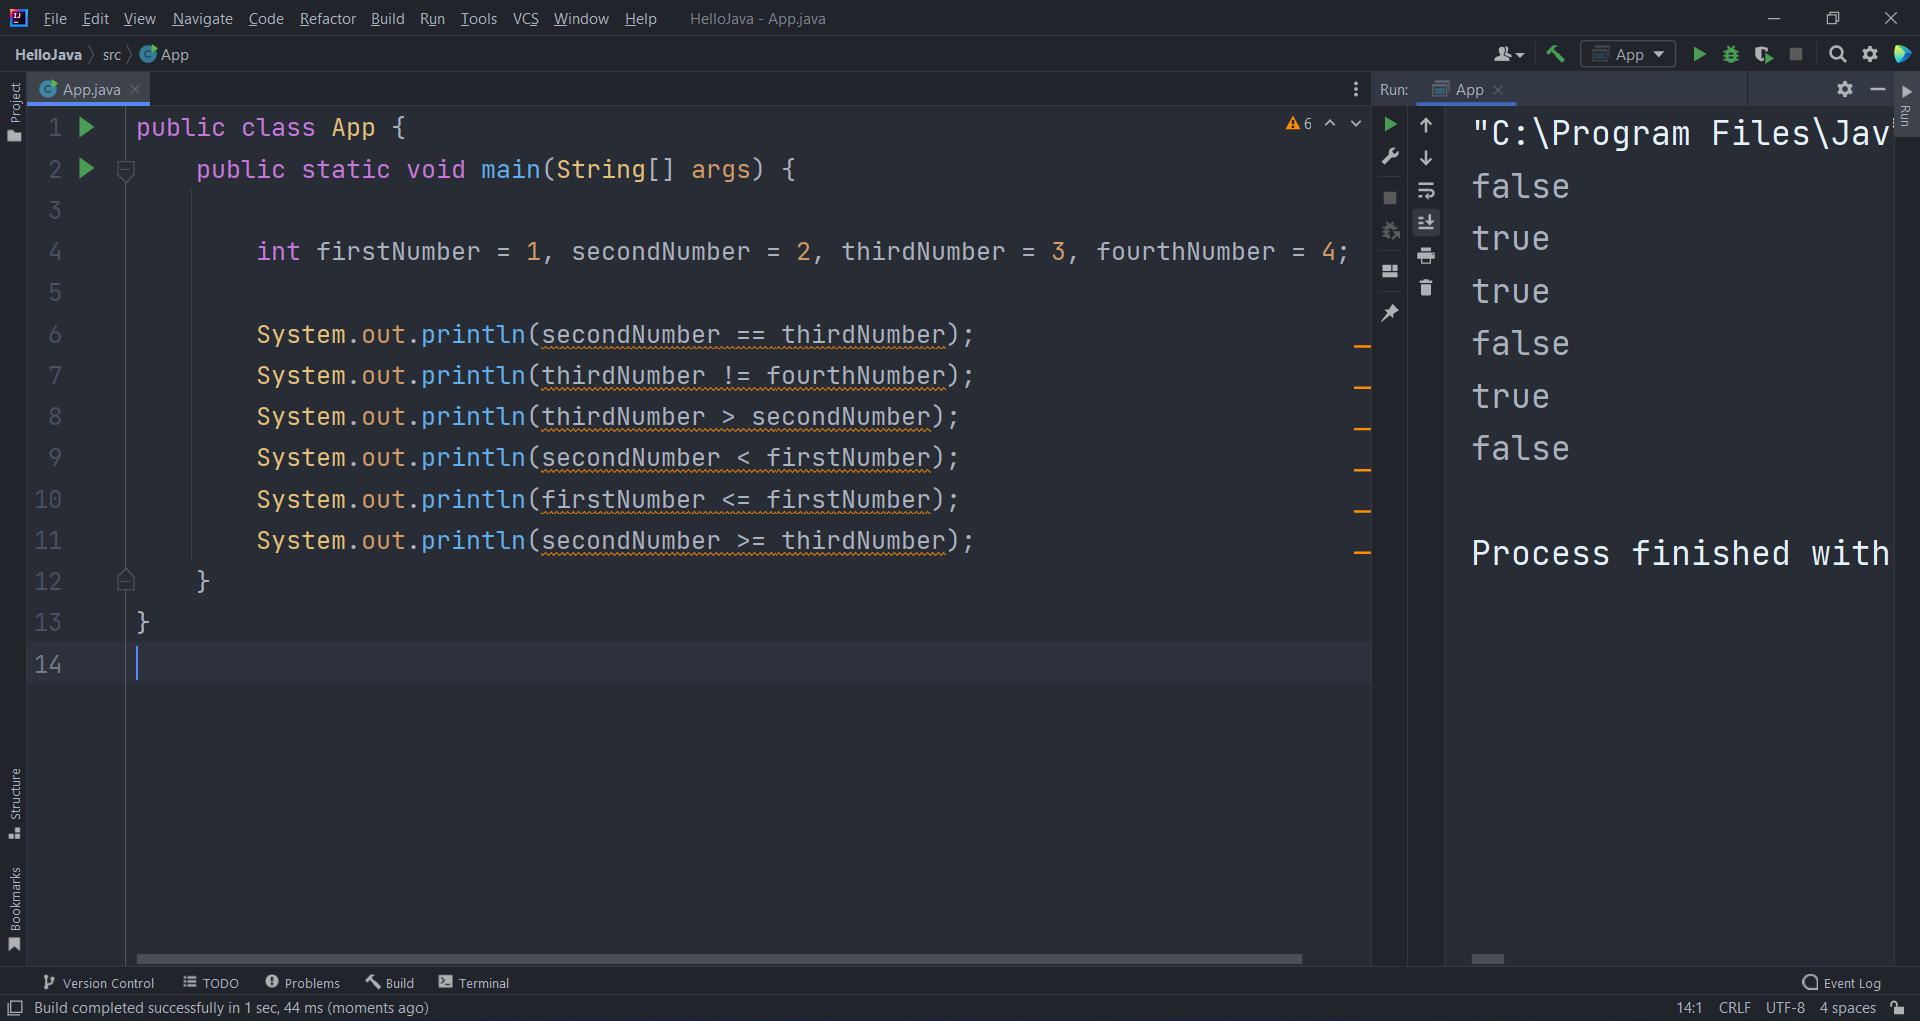 File Edit View Navigate Code Refactor Build Run Tools VCS Window Help HelloJava - App.java
HelloJava src App
App
Project
App.java
1 public class App {
2 public static void main(String[] args) {
3
4 int firstNumber = 1, secondNumber = 2, thirdNumber = 3, fourthNumber = 4;
5
6 System.out.println(secondNumber == thirdNumber);
7 System.out.println(thirdNumber != fourthNumber);
8 System.out.println(thirdNumber > secondNumber);
9 System.out.println(secondNumber < firstNumber);
10 System.out.println(firstNumber <= firstNumber);
11 System.out.println(secondNumber >= thirdNumber);
12 }
13 }
14
6
Run: App
Run
"C:\Program Files\Jav
false
true
true
false
true
false
Process finished with
Structure
Bookmarks
Version Control TODO Problems Build Terminal Event Log
Build completed successfully in 1 sec, 44 ms (moments ago) 14:1 CRLF UTF-8 4 spaces